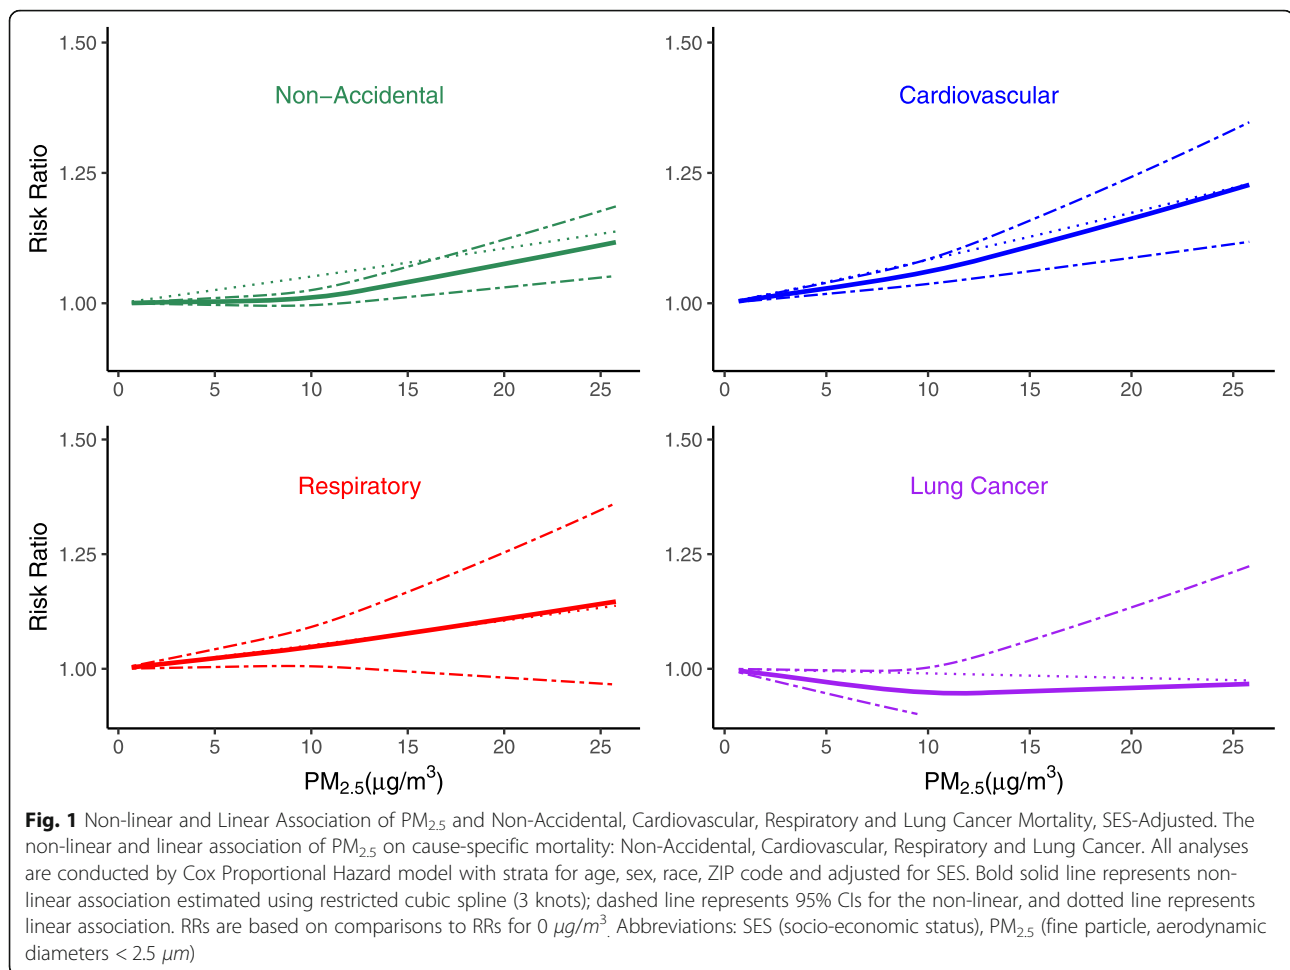 1.50
Non−Accidental
1.25
Risk Ratio
1.00
0 5 10 15 20 25
1.50
Cardiovascular
1.25
1.00
0 5 10 15 20 25
1.50
Respiratory
1.25
Risk Ratio
1.00
0 5 10 15 20 25
PM2.5(μg/m3)
1.50
Lung Cancer
1.25
1.00
0 5 10 15 20 25
PM2.5(μg/m3)
Fig. 1 Non-linear and Linear Association of PM2.5 and Non-Accidental, Cardiovascular, Respiratory and Lung Cancer Mortality, SES-Adjusted. The
non-linear and linear association of PM2.5 on cause-specific mortality: Non-Accidental, Cardiovascular, Respiratory and Lung Cancer. All analyses
are conducted by Cox Proportional Hazard model with strata for age, sex, race, ZIP code and adjusted for SES. Bold solid line represents non-
linear association estimated using restricted cubic spline (3 knots); dashed line represents 95% CIs for the non-linear, and dotted line represents
linear association. RRs are based on comparisons to RRs for 0 μg/m3. Abbreviations: SES (socio-economic status), PM2.5 (fine particle, aerodynamic
diameters < 2.5 μm)